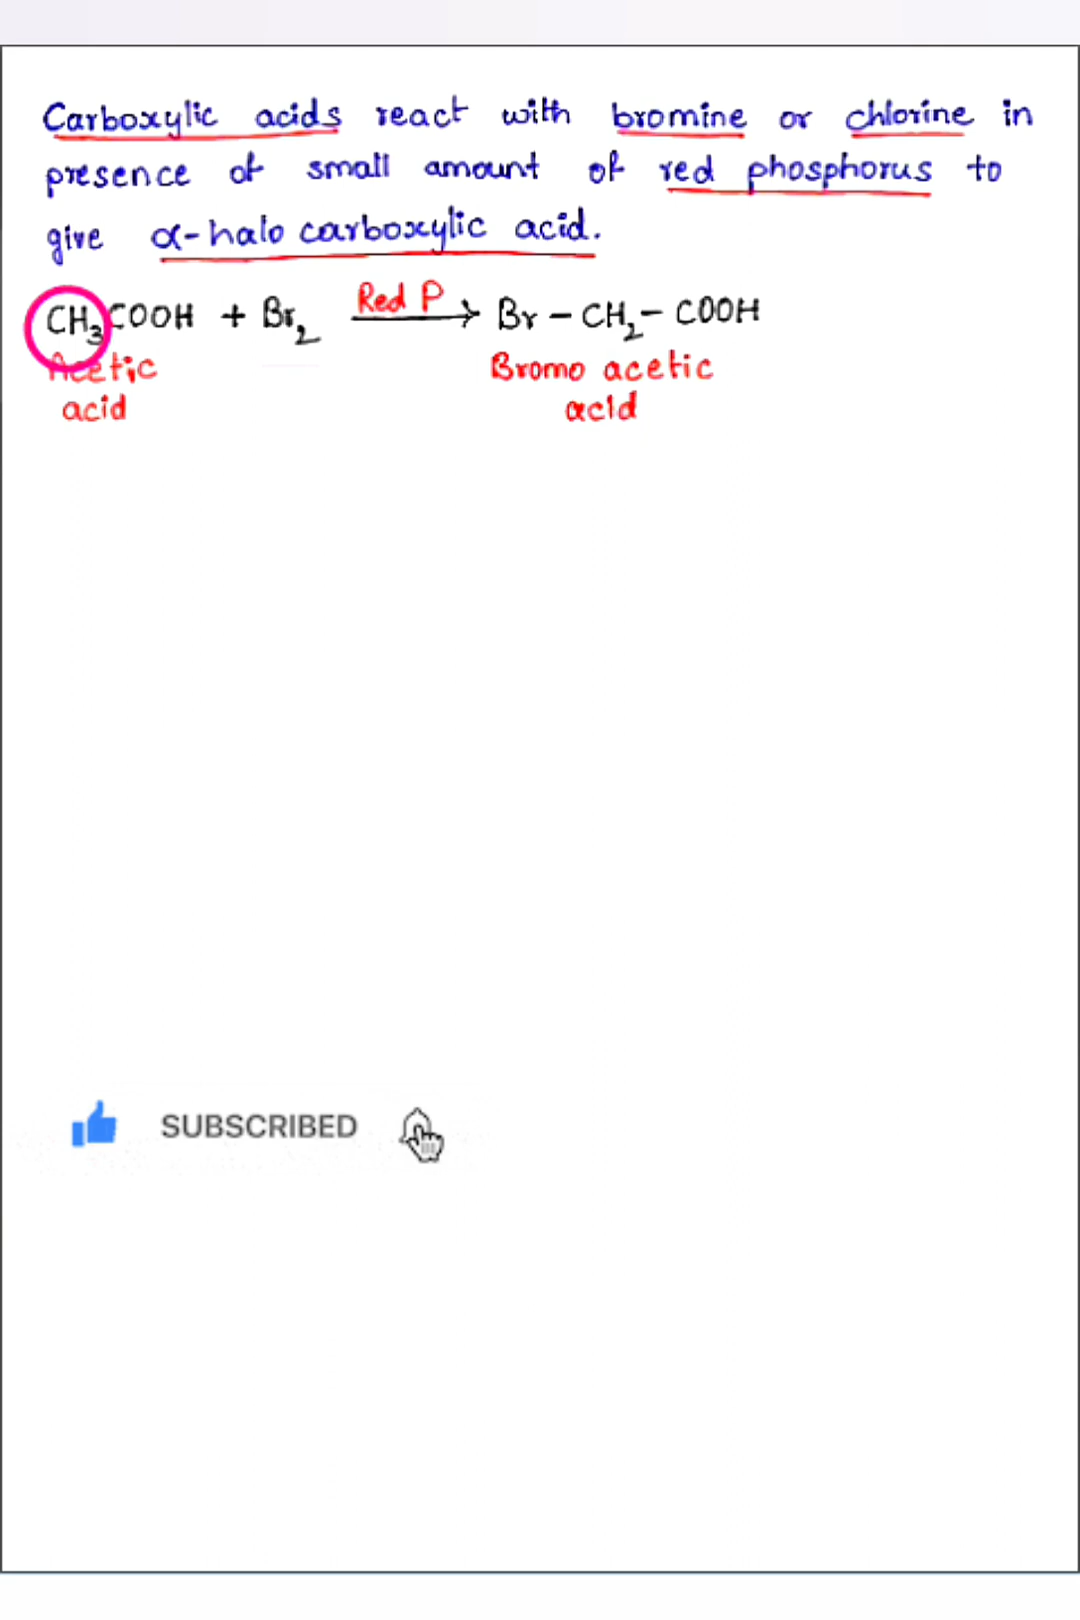 Carboxylic acids react with bromine or chlorine in
presence of small amount of red phosphorus to
give α-halo carboxylic acid.
CH₃COOH + Br₂ Red P → Br – CH₂ – COOH
Acetic acid
Bromo acetic acid
SUBSCRIBED